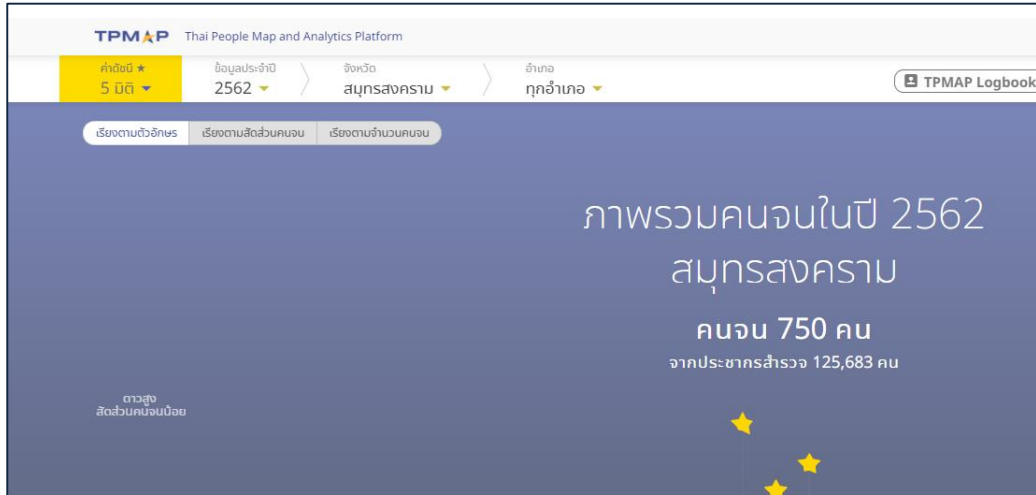 TPMAP Thai People Map and Analytics Platform
ค่าดัชนี ★ ข้อมูลประจำปี จังหวัด อำเภอ
5 มิติ 2562 สมุทรสงคราม ทุกอำเภอ TPMAP Logbook
เรียงตามตัวอักษร เรียงตามสัดส่วนคนจน เรียงตามจำนวนคนจน
ภาพรวมคนจนในปี 2562
สมุทรสงคราม
คนจน 750 คน
จากประชากรสำรวจ 125,683 คน
ดาวสูง
สัดส่วนคนจนน้อย